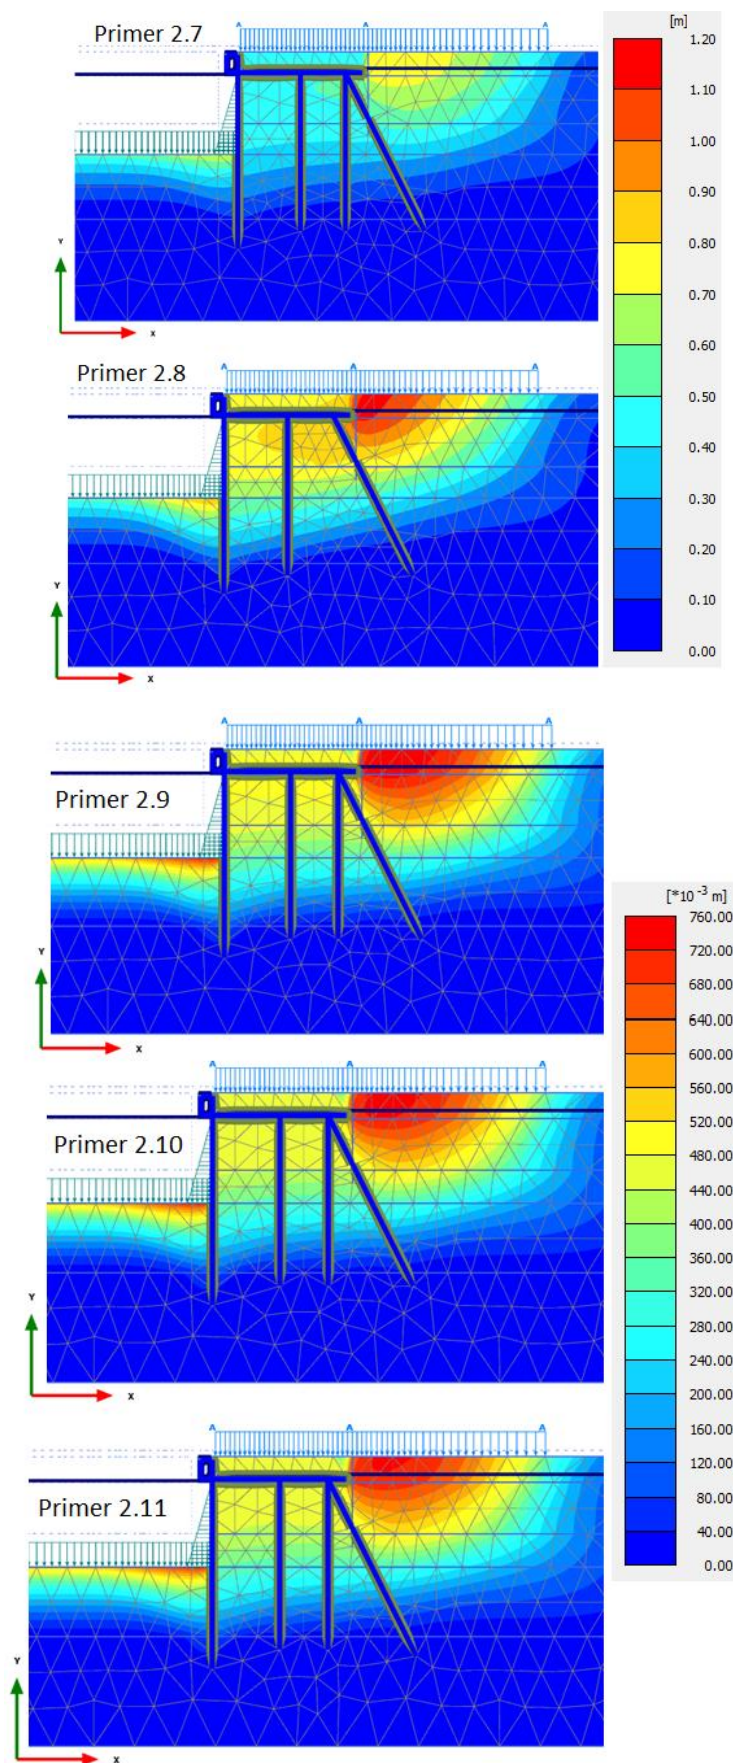 Primer 2.7
A A A
[m]
1.20
1.10
1.00
0.90
0.80
0.70
0.60
0.50
0.40
0.30
0.20
0.10
0.00
Y
X
Primer 2.8
A A A
Y
X
A A A
Primer 2.9
Y
X
[*10⁻³ m]
760.00
720.00
680.00
640.00
600.00
560.00
520.00
480.00
440.00
400.00
360.00
320.00
280.00
240.00
200.00
160.00
120.00
80.00
40.00
0.00
A A A
Primer 2.10
Y
X
A A A
Primer 2.11
Y
X